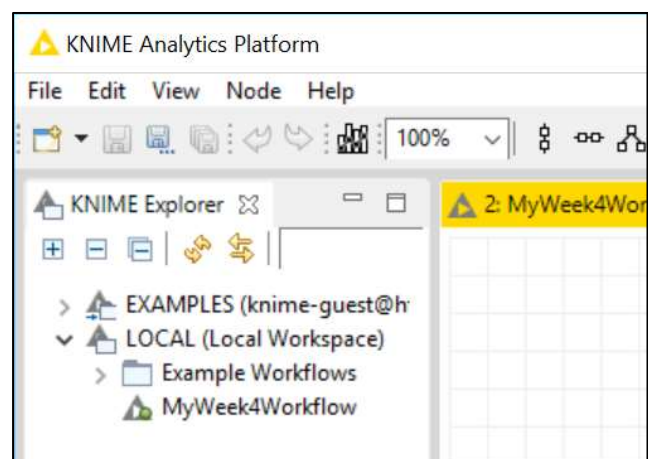 KNIME Analytics Platform
File Edit View Node Help
100%
KNIME Explorer
2: MyWeek4Wor
EXAMPLES (knime-guest@h
LOCAL (Local Workspace)
Example Workflows
MyWeek4Workflow